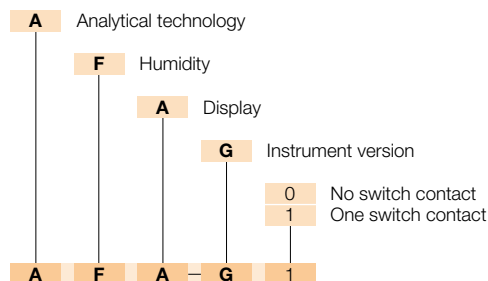 A Analytical technology
F Humidity
A Display
G Instrument version
0 No switch contact
1 One switch contact
A F A – G 1